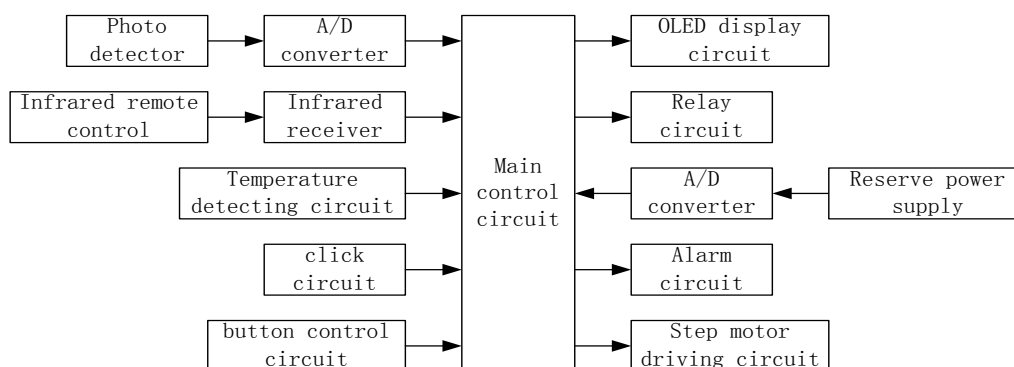 Photo
detector
A/D
converter
OLED display
circuit
Infrared remote
control
Infrared
receiver
Relay
circuit
Main
control
circuit
Temperature
detecting circuit
A/D
converter
Reserve power
supply
click
circuit
Alarm
circuit
button control
circuit
Step motor
driving circuit